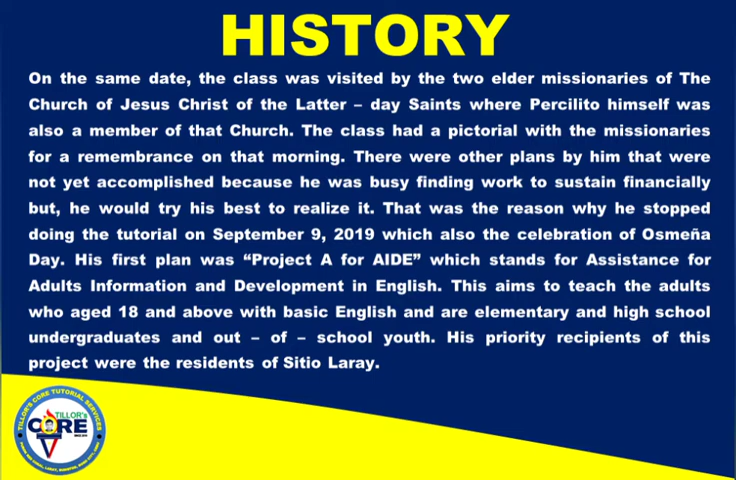 HISTORY
On the same date, the class was visited by the two elder missionaries of The
Church of Jesus Christ of the Latter – day Saints where Percilito himself was
also a member of that Church. The class had a pictorial with the missionaries
for a remembrance on that morning. There were other plans by him that were
not yet accomplished because he was busy finding work to sustain financially
but, he would try his best to realize it. That was the reason why he stopped
doing the tutorial on September 9, 2019 which also the celebration of Osmeña
Day. His first plan was “Project A for AIDE” which stands for Assistance for
Adults Information and Development in English. This aims to teach the adults
who aged 18 and above with basic English and are elementary and high school
undergraduates and out – of – school youth. His priority recipients of this
project were the residents of Sitio Laray.
TILLOR'S CORE TUTORIAL SERVICES
TILLOR's
CORE